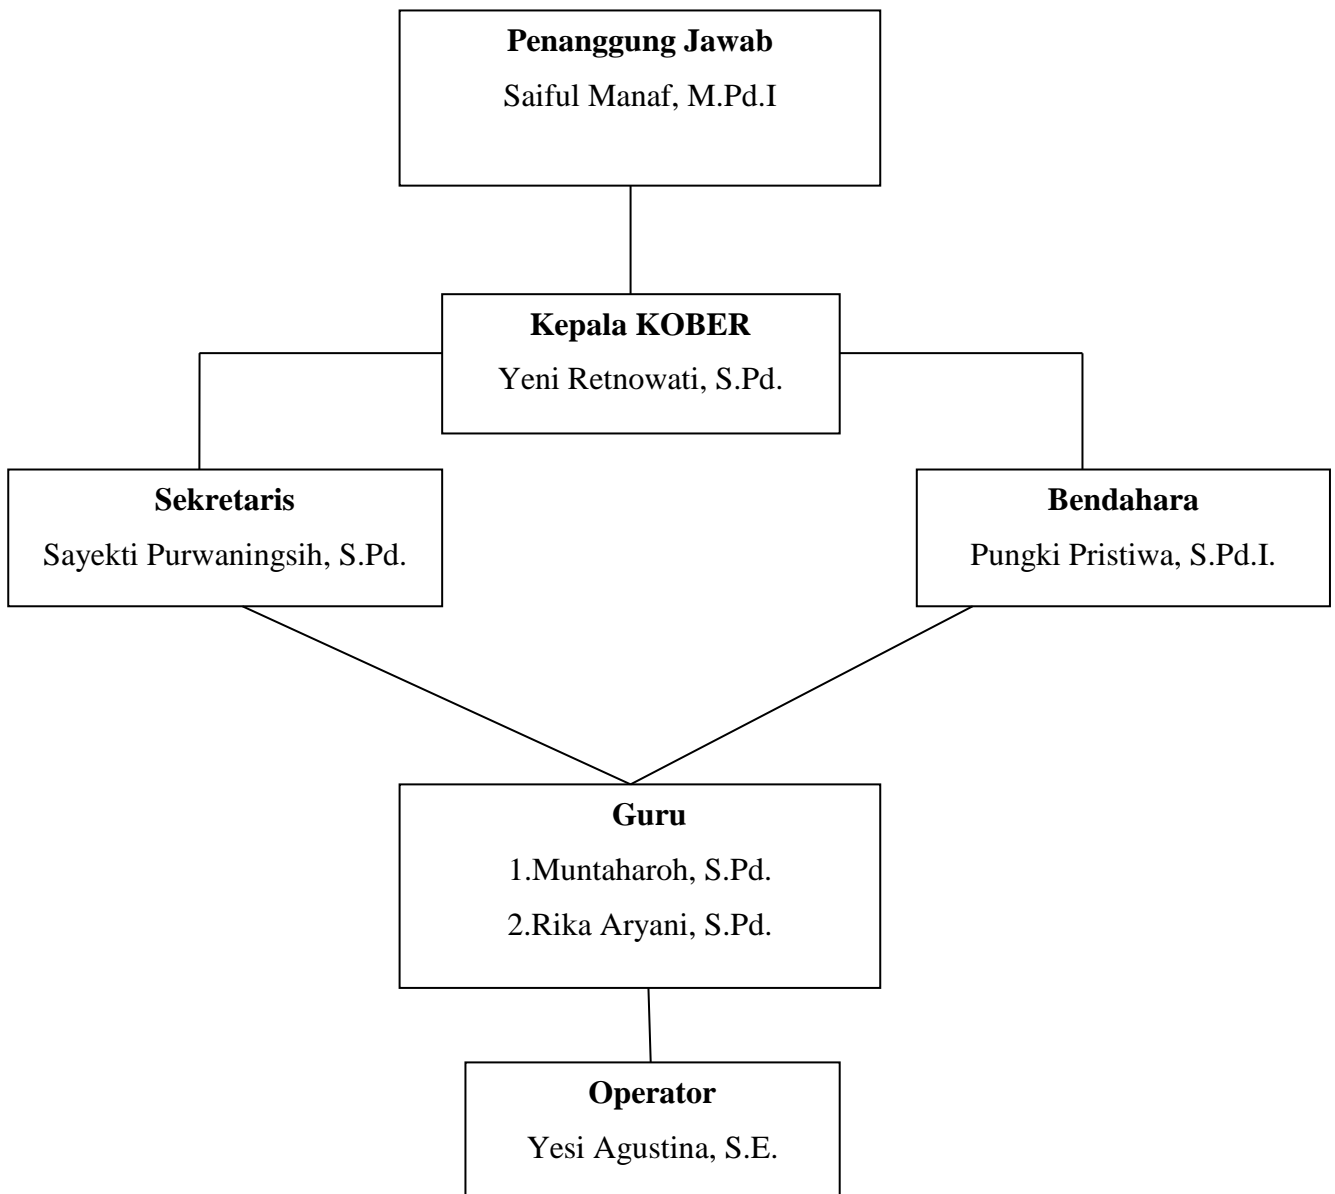 Penanggung Jawab
Saiful Manaf, M.Pd.I
Kepala KOBER
Yeni Retnowati, S.Pd.
Sekretaris
Sayekti Purwaningsih, S.Pd.
Bendahara
Pungki Pristiwa, S.Pd.I.
Guru
1.Muntaharoh, S.Pd.
2.Rika Aryani, S.Pd.
Operator
Yesi Agustina, S.E.